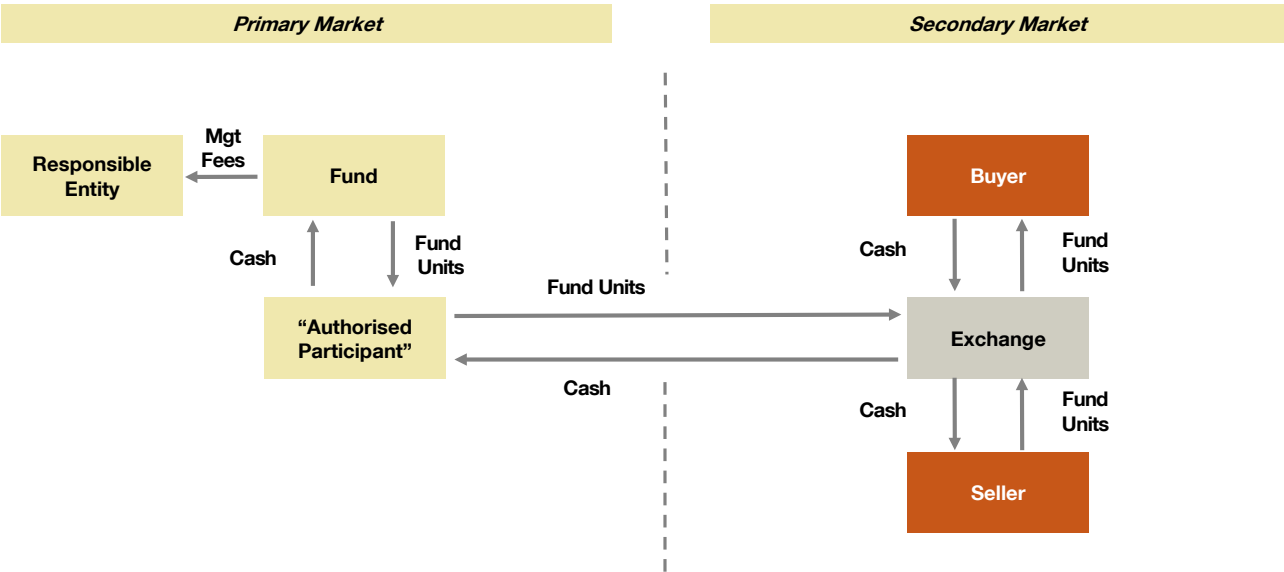 Primary Market
Secondary Market
Mgt
Fees
Responsible
Entity
Fund
Buyer
Cash
Fund
Units
Cash
Fund
Units
Fund Units
“Authorised
Participant”
Exchange
Cash
Cash
Fund
Units
Seller